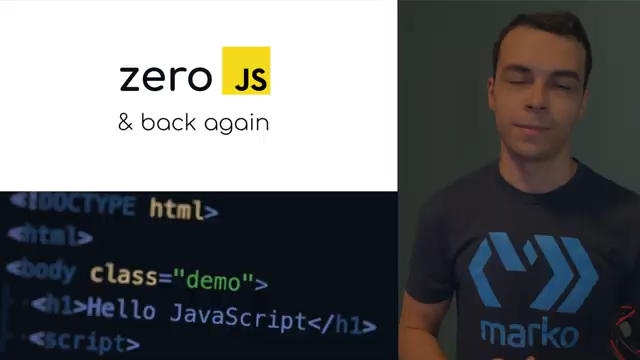 zero JS
& back again
<!DOCTYPE html>
<html>
<body class="demo">
<h1>Hello JavaScript</h1>
<script>
marko